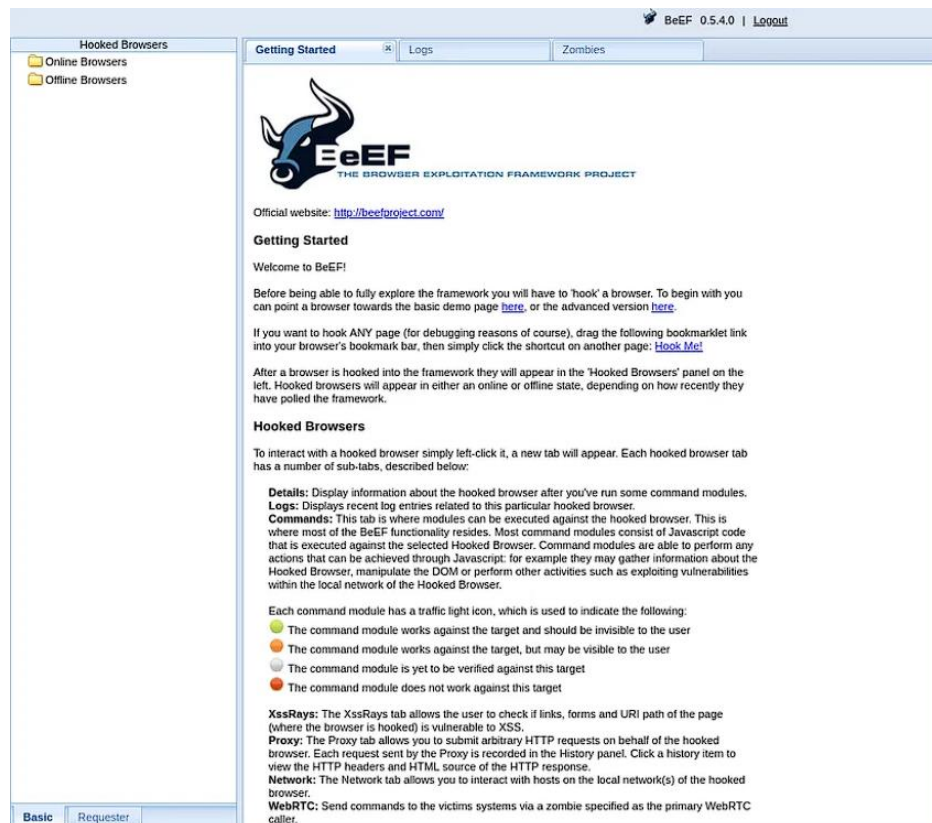 BeEF 0.5.4.0 | Logout
Hooked Browsers
Online Browsers
Offline Browsers
Getting Started
Logs
Zombies
BeEF
THE BROWSER EXPLOITATION FRAMEWORK PROJECT
Official website: http://beefproject.com/
Getting Started
Welcome to BeEF!
Before being able to fully explore the framework you will have to 'hook' a browser. To begin with you
can point a browser towards the basic demo page here, or the advanced version here.
If you want to hook ANY page (for debugging reasons of course), drag the following bookmarklet link
into your browser's bookmark bar, then simply click the shortcut on another page: Hook Me!
After a browser is hooked into the framework they will appear in the 'Hooked Browsers' panel on the
left. Hooked browsers will appear in either an online or offline state, depending on how recently they
have polled the framework.
Hooked Browsers
To interact with a hooked browser simply left-click it, a new tab will appear. Each hooked browser tab
has a number of sub-tabs, described below:
Details: Display information about the hooked browser after you've run some command modules.
Logs: Displays recent log entries related to this particular hooked browser.
Commands: This tab is where modules can be executed against the hooked browser. This is
where most of the BeEF functionality resides. Most command modules consist of Javascript code
that is executed against the selected Hooked Browser. Command modules are able to perform any
actions that can be achieved through Javascript: for example they may gather information about the
Hooked Browser, manipulate the DOM or perform other activities such as exploiting vulnerabilities
within the local network of the Hooked Browser.
Each command module has a traffic light icon, which is used to indicate the following:
The command module works against the target and should be invisible to the user
The command module works against the target, but may be visible to the user
The command module is yet to be verified against this target
The command module does not work against this target
XssRays: The XssRays tab allows the user to check if links, forms and URI path of the page
(where the browser is hooked) is vulnerable to XSS.
Proxy: The Proxy tab allows you to submit arbitrary HTTP requests on behalf of the hooked
browser. Each request sent by the Proxy is recorded in the History panel. Click a history item to
view the HTTP headers and HTML source of the HTTP response.
Network: The Network tab allows you to interact with hosts on the local network(s) of the hooked
browser.
WebRTC: Send commands to the victims systems via a zombie specified as the primary WebRTC
caller.
Basic
Requester